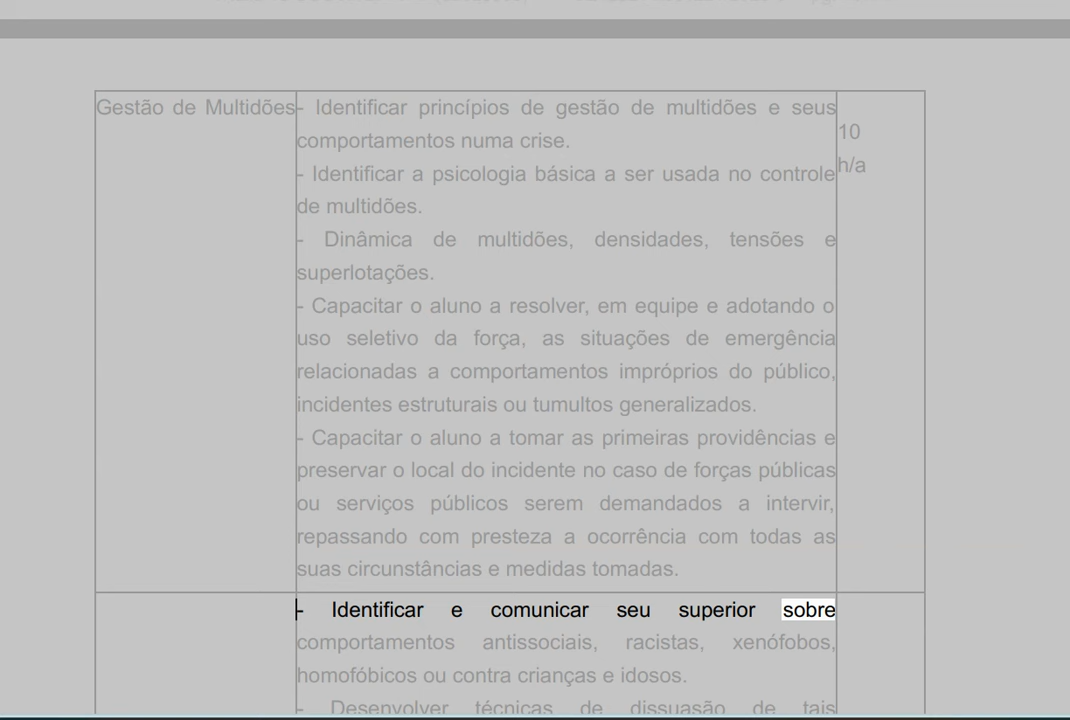 Gestão de Multidões
- Identificar princípios de gestão de multidões e seus
comportamentos numa crise.
- Identificar a psicologia básica a ser usada no controle
de multidões.
- Dinâmica de multidões, densidades, tensões e
superlotações.
- Capacitar o aluno a resolver, em equipe e adotando o
uso seletivo da força, as situações de emergência
relacionadas a comportamentos impróprios do público,
incidentes estruturais ou tumultos generalizados.
- Capacitar o aluno a tomar as primeiras providências e
preservar o local do incidente no caso de forças públicas
ou serviços públicos serem demandados a intervir,
repassando com presteza a ocorrência com todas as
suas circunstâncias e medidas tomadas.
10
h/a
- Identificar e comunicar seu superior sobre
comportamentos antissociais, racistas, xenófobos,
homofóbicos ou contra crianças e idosos.
- Desenvolver técnicas de dissuasão de tais